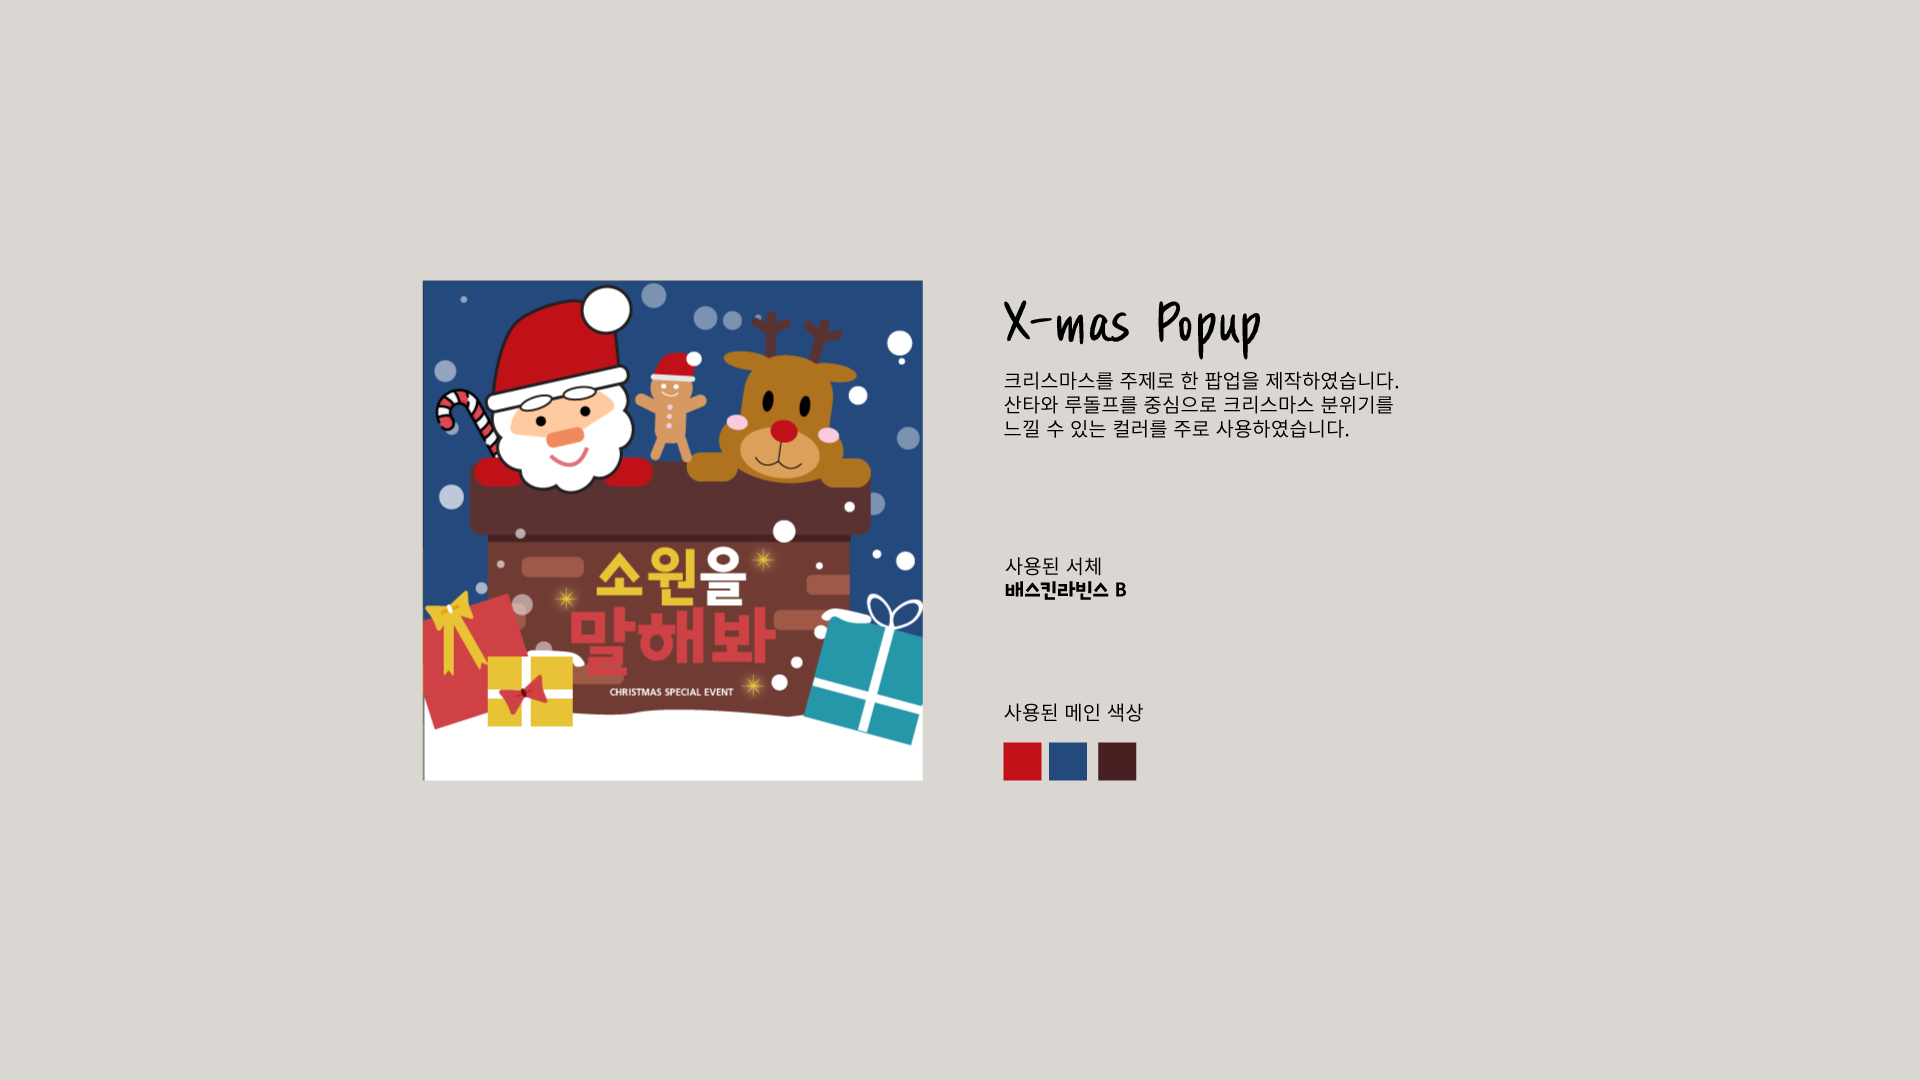 소원을
말해봐
CHRISTMAS SPECIAL EVENT
X-mas Popup
크리스마스를 주제로 한 팝업을 제작하였습니다.
산타와 루돌프를 중심으로 크리스마스 분위기를
느낄 수 있는 컬러를 주로 사용하였습니다.
사용된 서체
배스킨라빈스 B
사용된 메인 색상